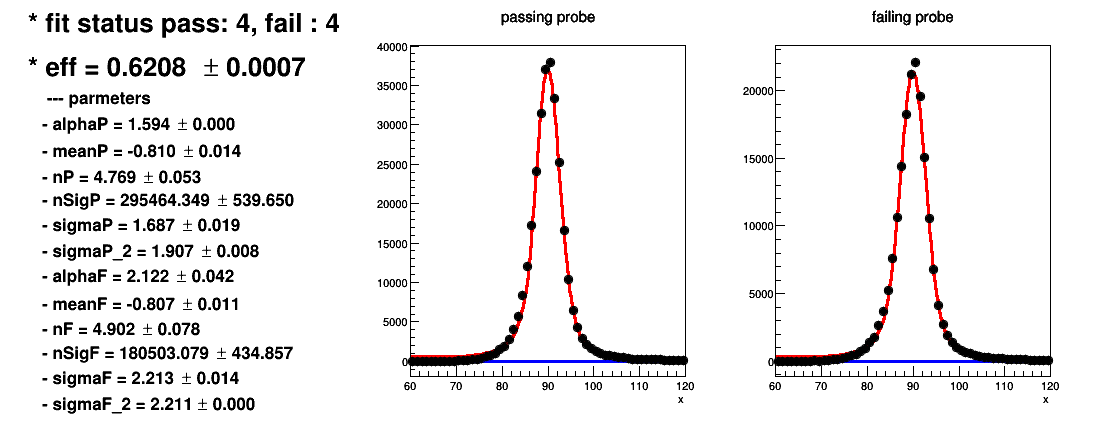 * fit status pass: 4, fail : 4
* eff = 0.6208 ± 0.0007
--- parmeters
- alphaP = 1.594 ± 0.000
- meanP = -0.810 ± 0.014
- nP = 4.769 ± 0.053
- nSigP = 295464.349 ± 539.650
- sigmaP = 1.687 ± 0.019
- sigmaP_2 = 1.907 ± 0.008
- alphaF = 2.122 ± 0.042
- meanF = -0.807 ± 0.011
- nF = 4.902 ± 0.078
- nSigF = 180503.079 ± 434.857
- sigmaF = 2.213 ± 0.014
- sigmaF_2 = 2.211 ± 0.000
passing probe
40000
35000
30000
25000
20000
15000
10000
5000
0
60 70 80 90 100 110 120
x
failing probe
20000
15000
10000
5000
0
60 70 80 90 100 110 120
x